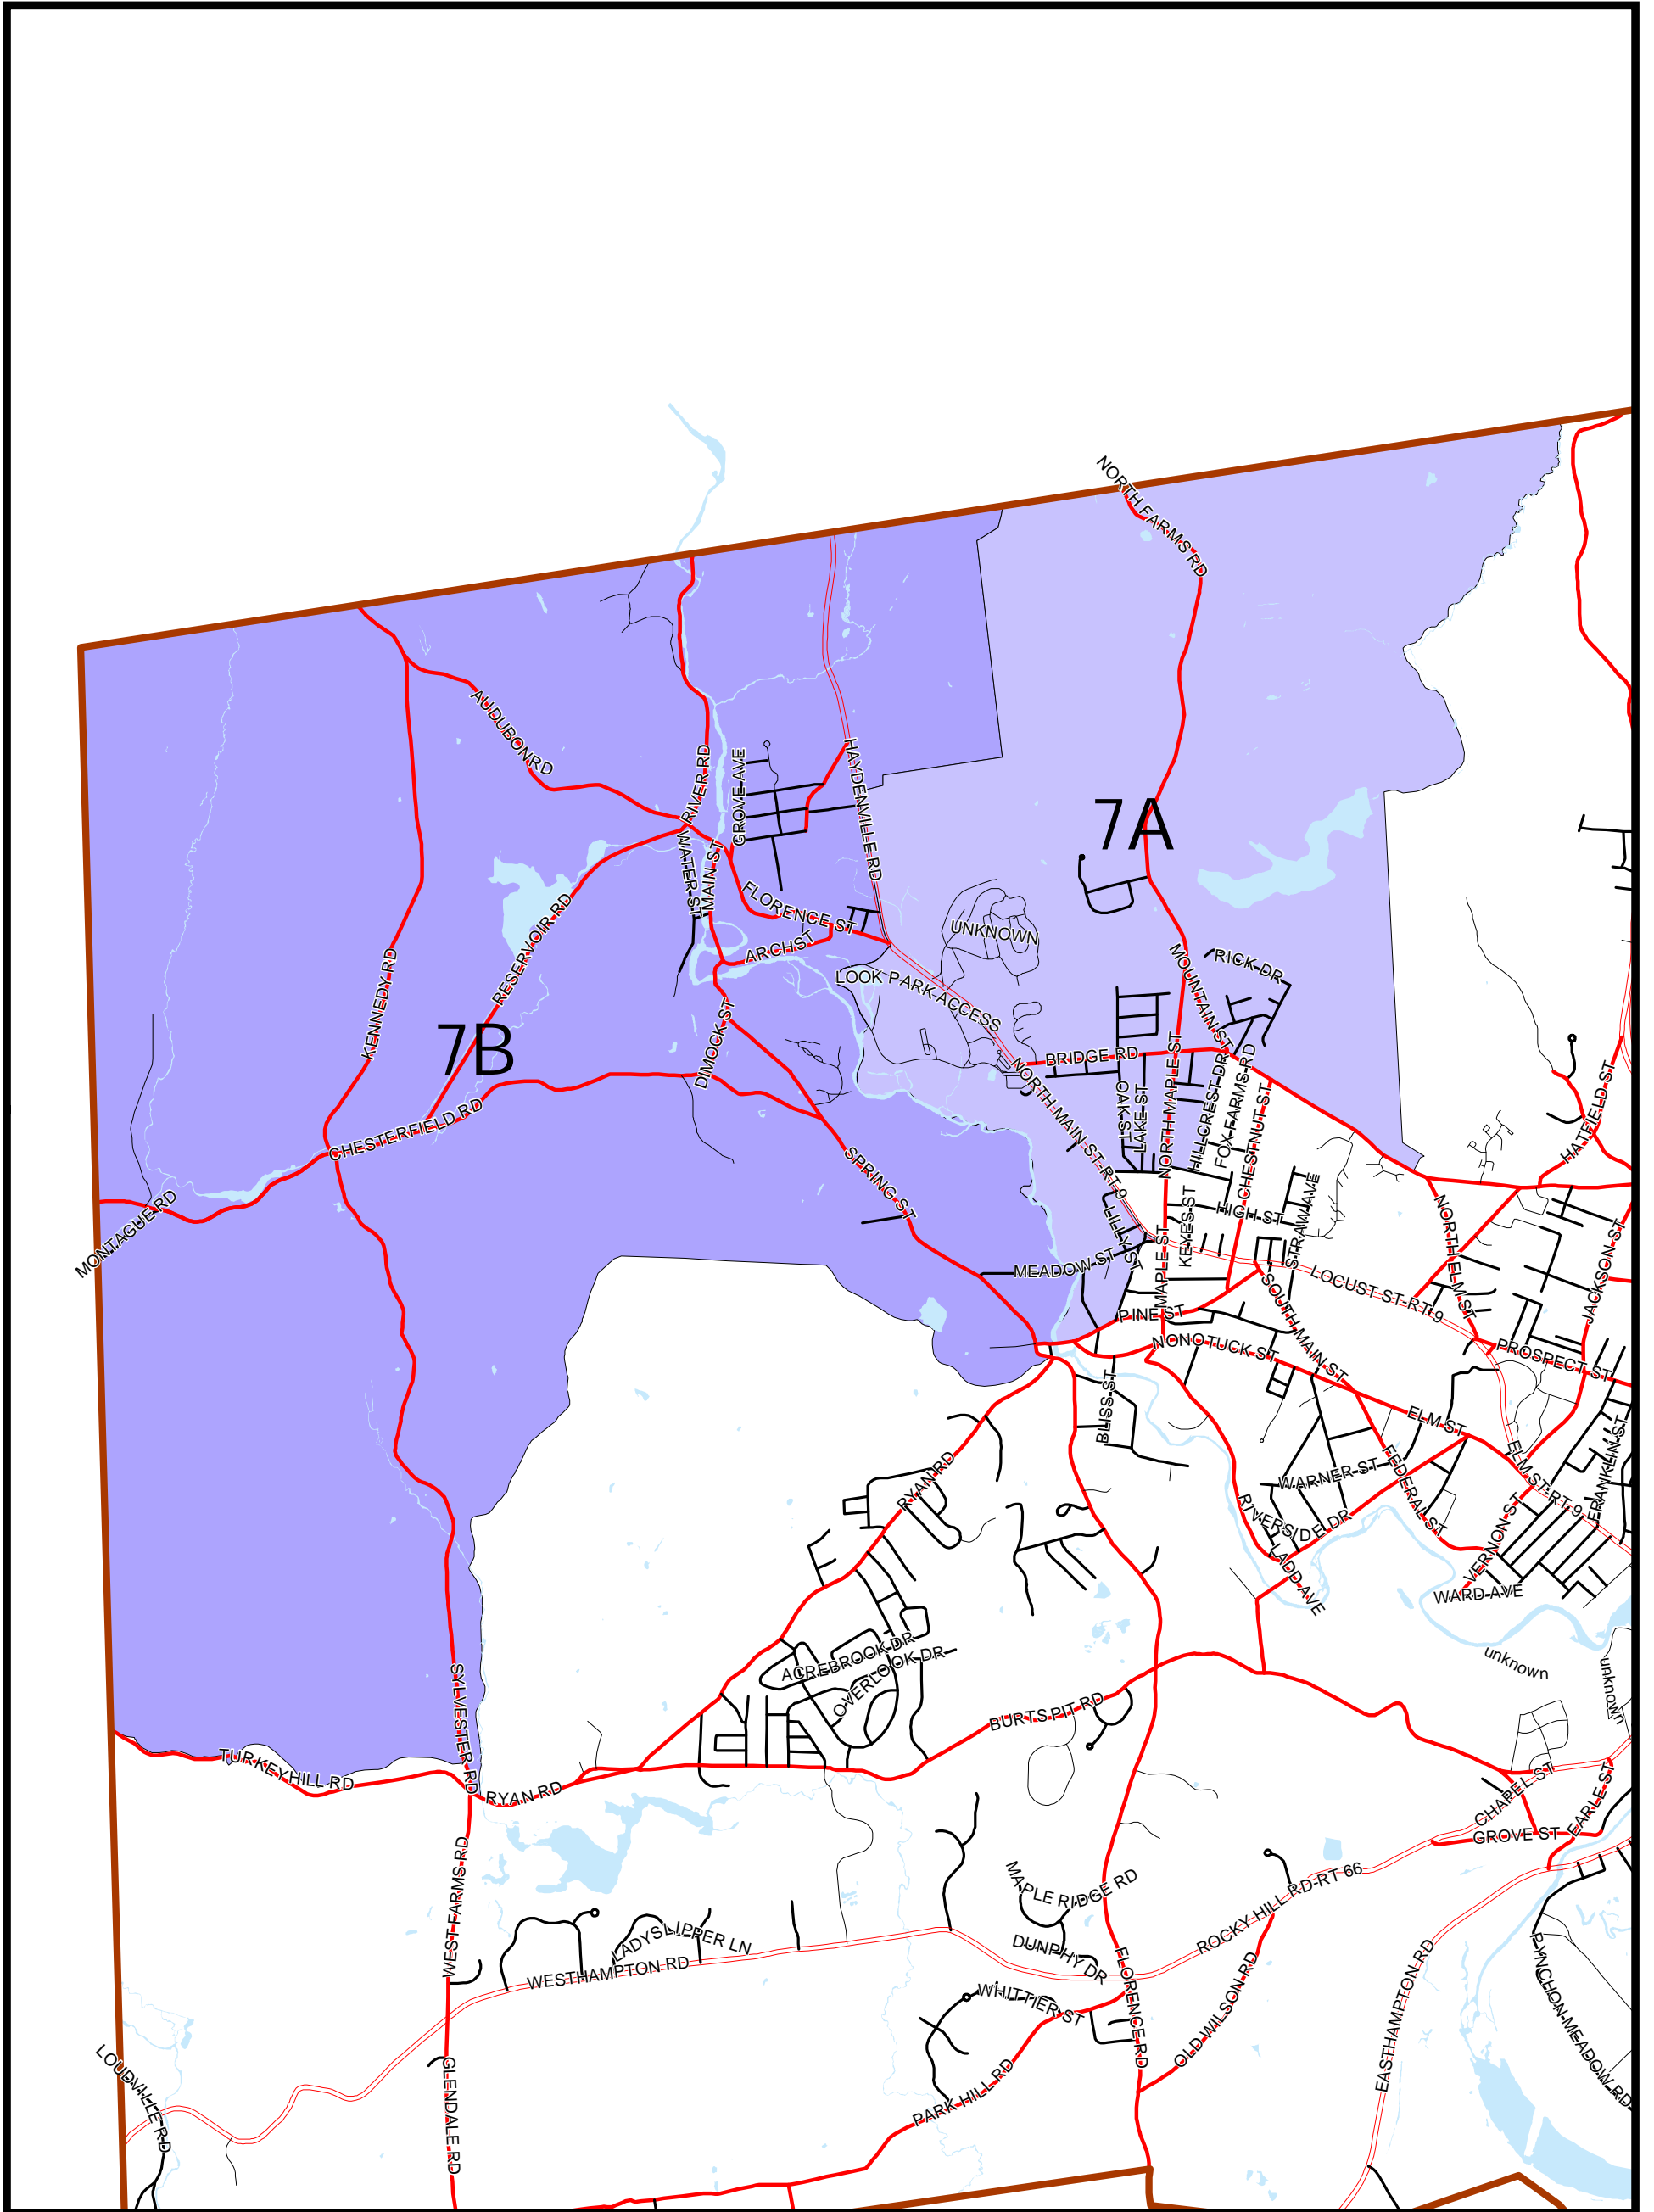 NORTH FARMS RD
AUDUBON RD
RIVER RD
GROVE AVE
HAYDENVILLE RD
7A
WATER ST
MAIN ST
FLORENCE ST
ARCH ST
UNKNOWN
LOOK PARK ACCESS
RICK DR
MOUNTAIN ST
KENNEDY RD
RESERVOIR RD
7B
DIMOCK ST
BRIDGE RD
CHESTERFIELD RD
MONTAGUE RD
SPRING ST
NORTH MAIN ST-RT 9
OAK ST
LAKE ST
NORTH MAPLE ST
HILLCREST DR
FOX FARMS RD
CHESTNUT ST
HATFIELD ST
LILLY ST
MAPLE ST
KEYES ST
HIGH ST
STRAW AVE
MEADOW ST
LOCUST ST-RT 9
NORTH ELM ST
JACKSON ST
PINE ST
SOUTH MAIN ST
NONOTUCK ST
PROSPECT ST
BLISS ST
ELM ST
RYAN RD
WARNER ST
FEDERAL ST
ELM ST-RT 9
FRANKLIN ST
RIVERSIDE DR
LADD AVE
VERNON ST
WARD AVE
ACREBROOK DR
OVERLOOK DR
unknown
unknown
SYLVESTER RD
BURTS PIT RD
TURKEY HILL RD
RYAN RD
CHAPEL ST
EARLE ST
GROVE ST
WEST FARMS RD
MAPLE RIDGE RD
ROCKY HILL RD-RT 66
LADYSLIPPER LN
WESTHAMPTON RD
DUNPHY DR
WHITTIER ST
FLORENCE RD
OLD WILSON RD
EASTHAMPTON RD
PYNCHON MEADOW RD
LOUDVILLE RD
GLENDALE RD
PARK HILL RD